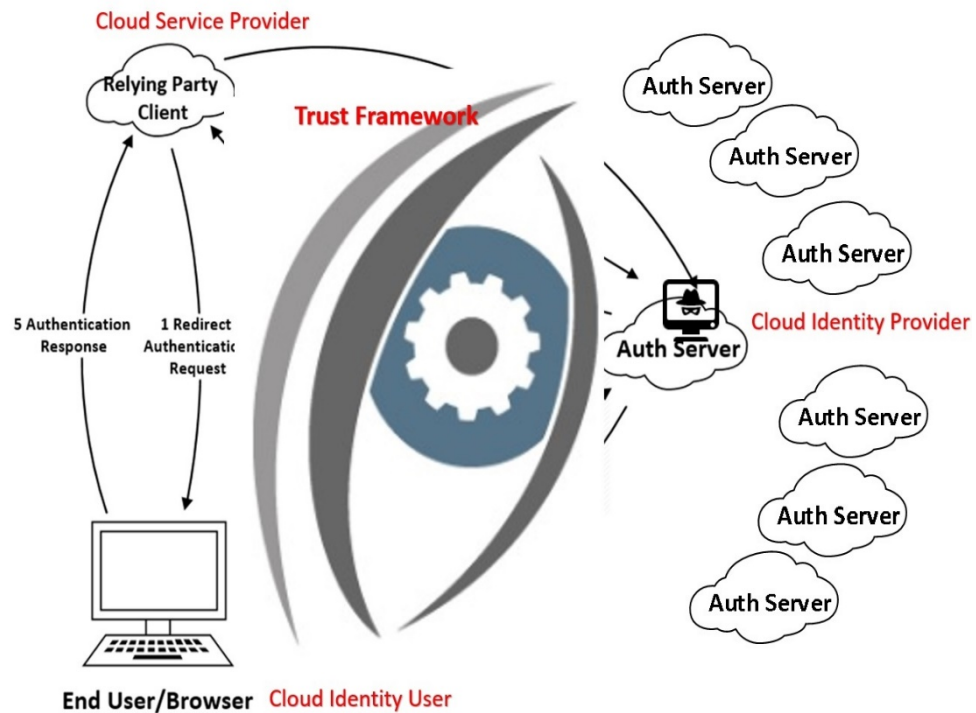 Cloud Service Provider
Relying Party
Client
Trust Framework
Auth Server
Auth Server
Auth Server
5 Authentication
Response
1 Redirect
Request
Auth Server
Cloud Identity Provider
Auth Server
Auth Server
Auth Server
End User/Browser
Cloud Identity User